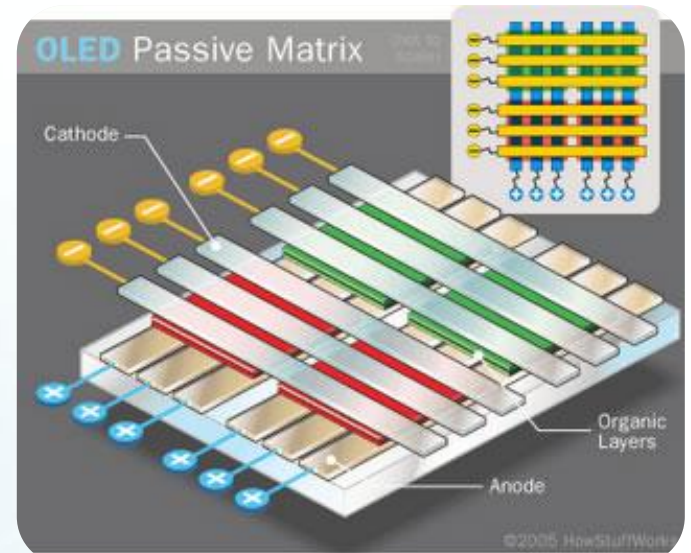 OLED Passive Matrix
Cathode
Organic
Layers
Anode
©2005 HowStuffWorks